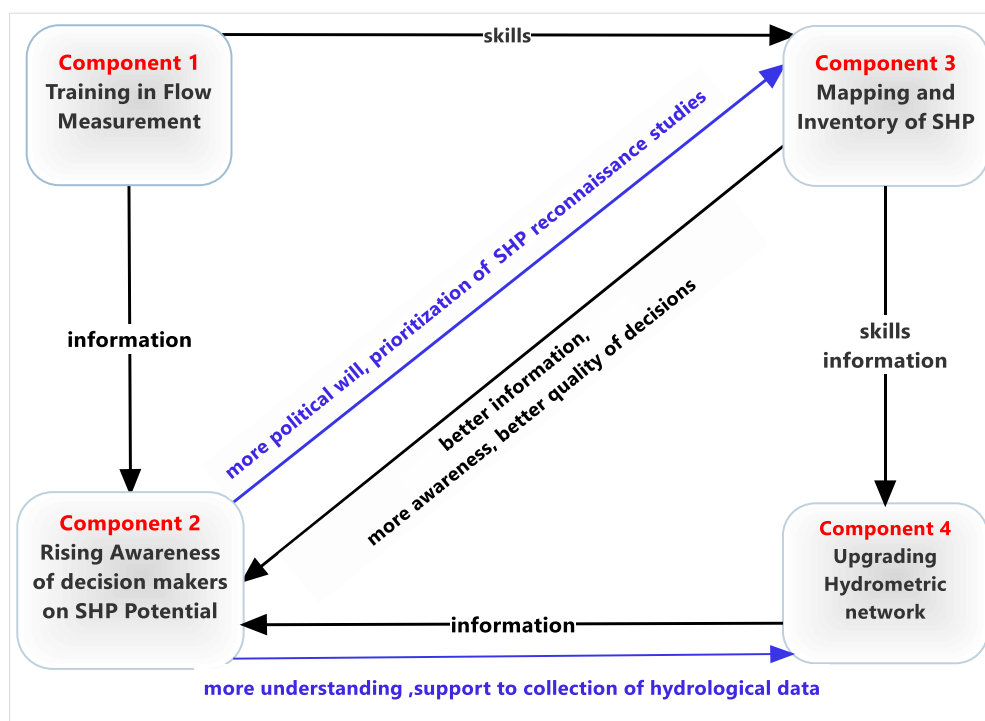 skills
Component 1
Training in Flow
Measurement
Component 3
Mapping and
Inventory of SHP
more political will, prioritization of SHP reconnaissance studies
information
better information,
more awareness, better quality of decisions
skills
information
Component 2
Rising Awareness
of decision makers
on SHP Potential
Component 4
Upgrading
Hydrometric
network
information
more understanding ,support to collection of hydrological data